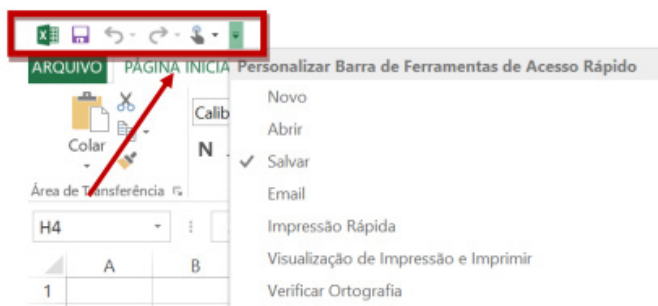 ARQUIVO PÁGINA INICIA
Personalizar Barra de Ferramentas de Acesso Rápido
Novo
Abrir
Salvar
Email
Impressão Rápida
Visualização de Impressão e Imprimir
Verificar Ortografia
Calib
Colar
N
Área de Transferência
H4
A B
1